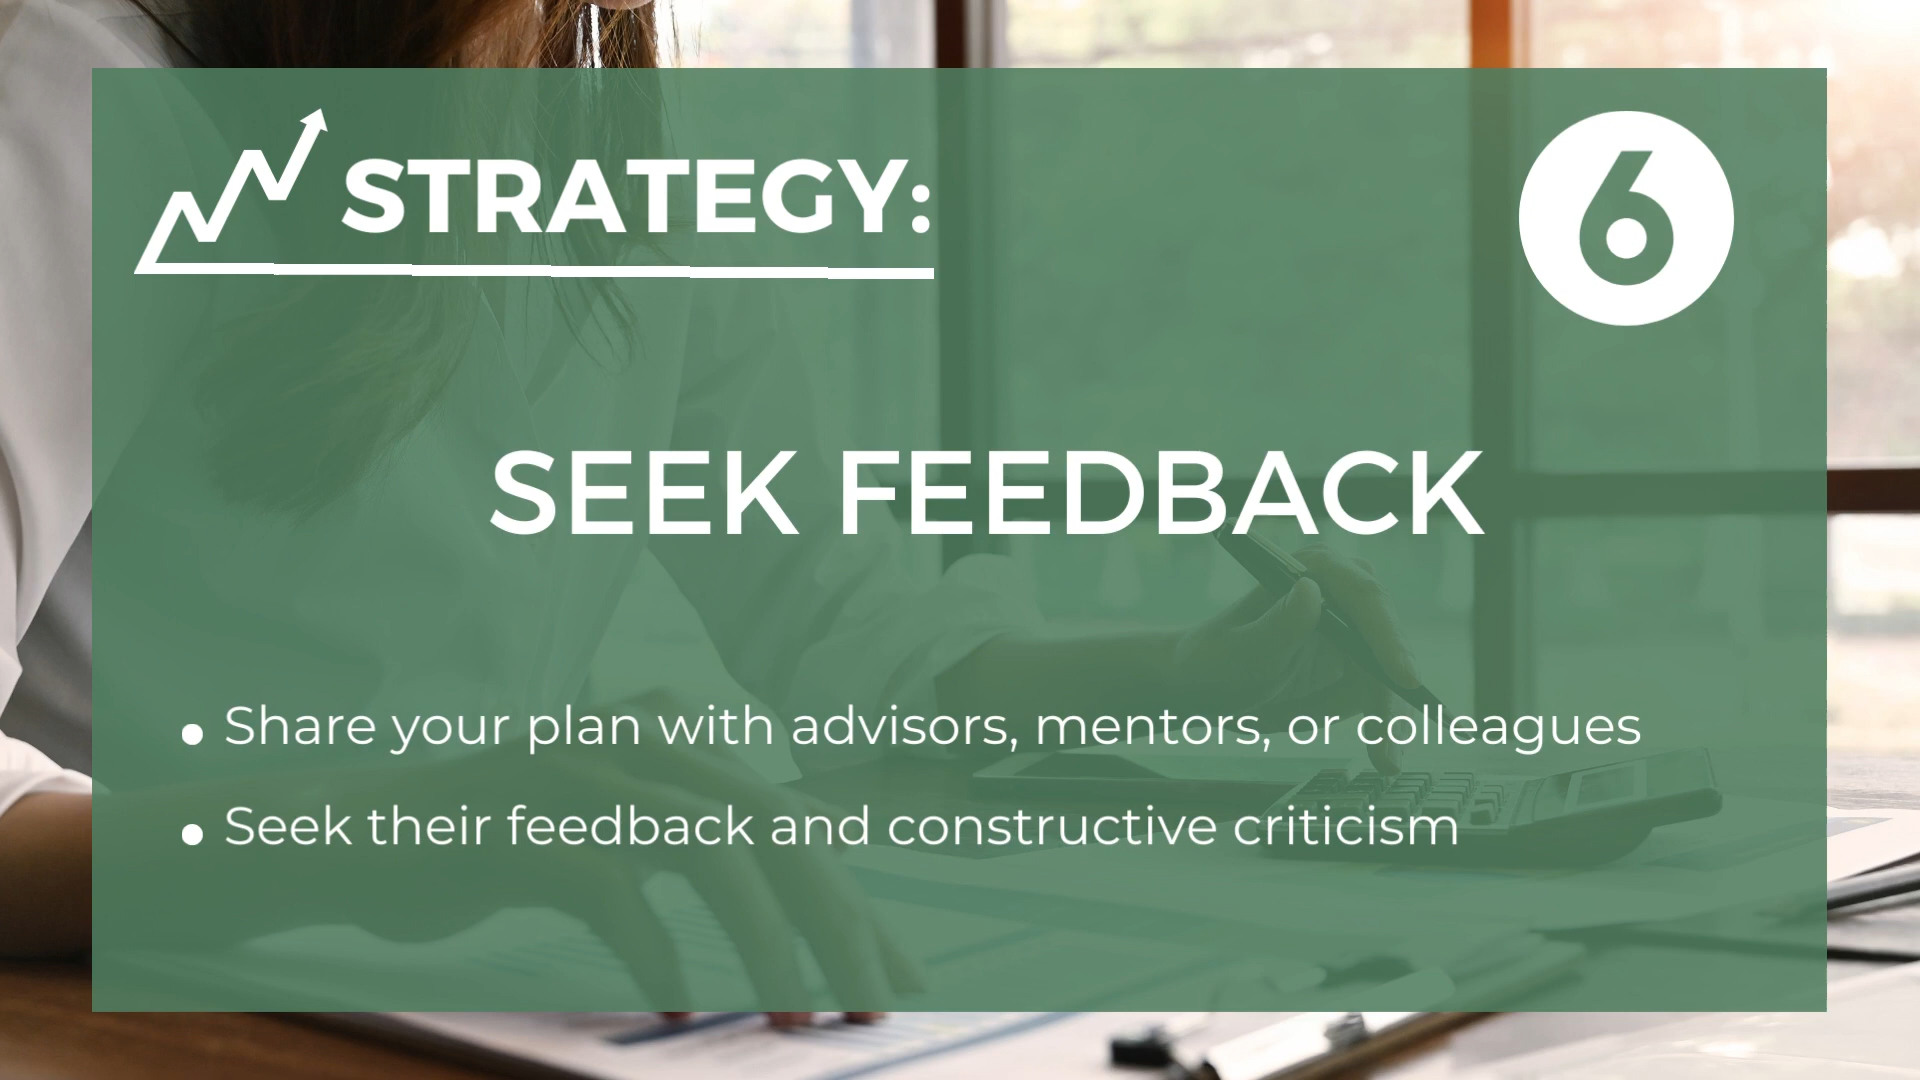 STRATEGY:
6
SEEK FEEDBACK
• Share your plan with advisors, mentors, or colleagues
• Seek their feedback and constructive criticism